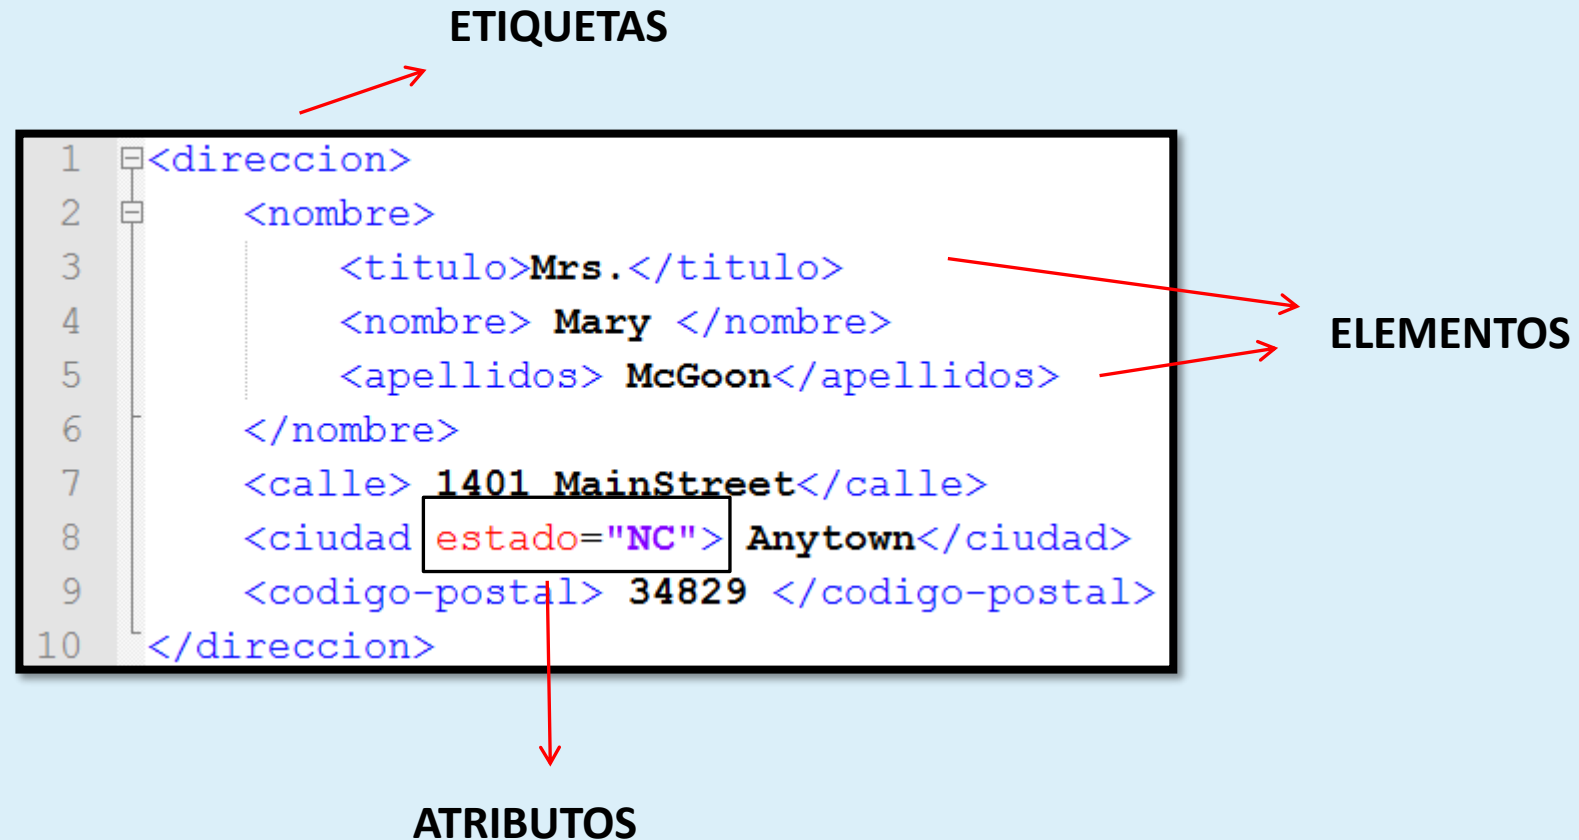 ETIQUETAS
1 <direccion>
2 <nombre>
3 <titulo>Mrs.</titulo>
4 <nombre> Mary </nombre>
5 <apellidos> McGoon</apellidos>
6 </nombre>
7 <calle> 1401 MainStreet</calle>
8 <ciudad estado="NC"> Anytown</ciudad>
9 <codigo-postal> 34829 </codigo-postal>
10 </direccion>
ELEMENTOS
ATRIBUTOS